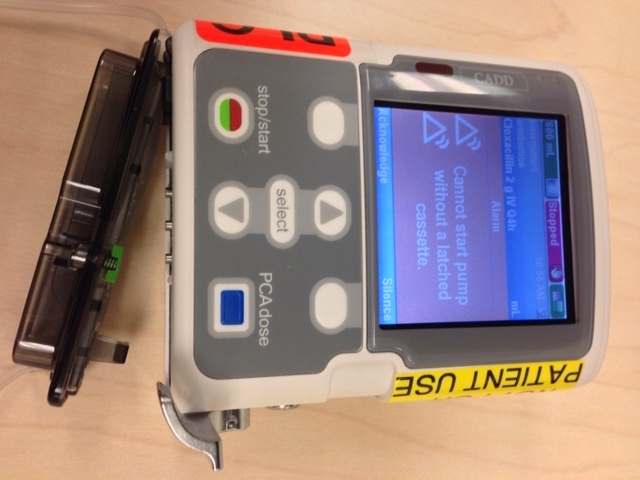 CADD
100 mL
Stopped
Cloxacillin 2 g IV Q4h
mL
Alarm
Cannot start pump
without a latched
cassette.
Acknowledge
Silence
stop/start
select
PCA dose
PATIENT USE